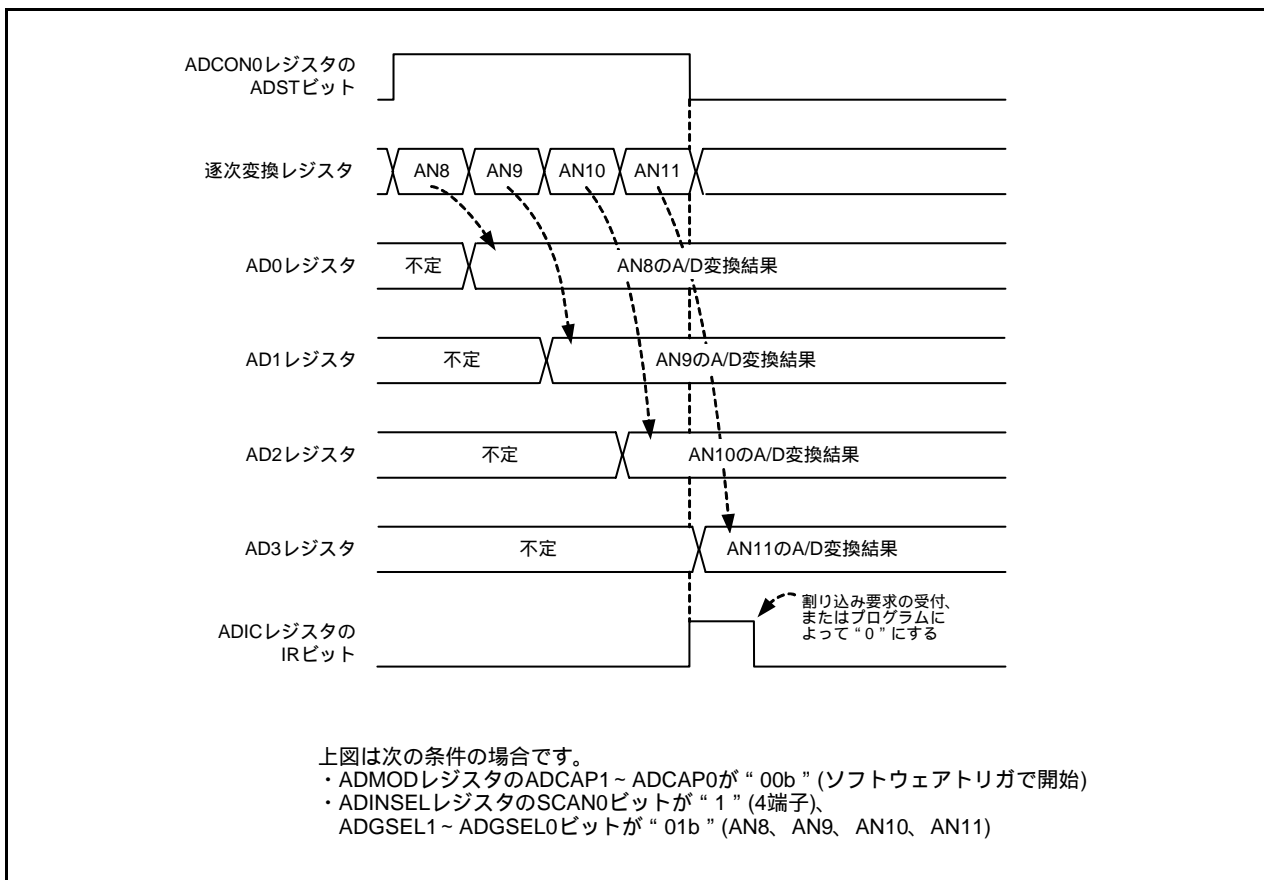 ADCON0レジスタの
ADSTビット
逐次変換レジスタ
AN8
AN9
AN10
AN11
AD0レジスタ
不定
AN8のA/D変換結果
AD1レジスタ
不定
AN9のA/D変換結果
AD2レジスタ
不定
AN10のA/D変換結果
AD3レジスタ
不定
AN11のA/D変換結果
ADICレジスタの
IRビット
割り込み要求の受付、
またはプログラムに
よって“0”にする
上図は次の条件の場合です。
・ADMODレジスタのADCAP1~ADCAP0が“00b”(ソフトウェアトリガで開始)
・ADINSELレジスタのSCAN0ビットが“1”(4端子)、
ADGSEL1~ADGSEL0ビットが“01b”(AN8、AN9、AN10、AN11)